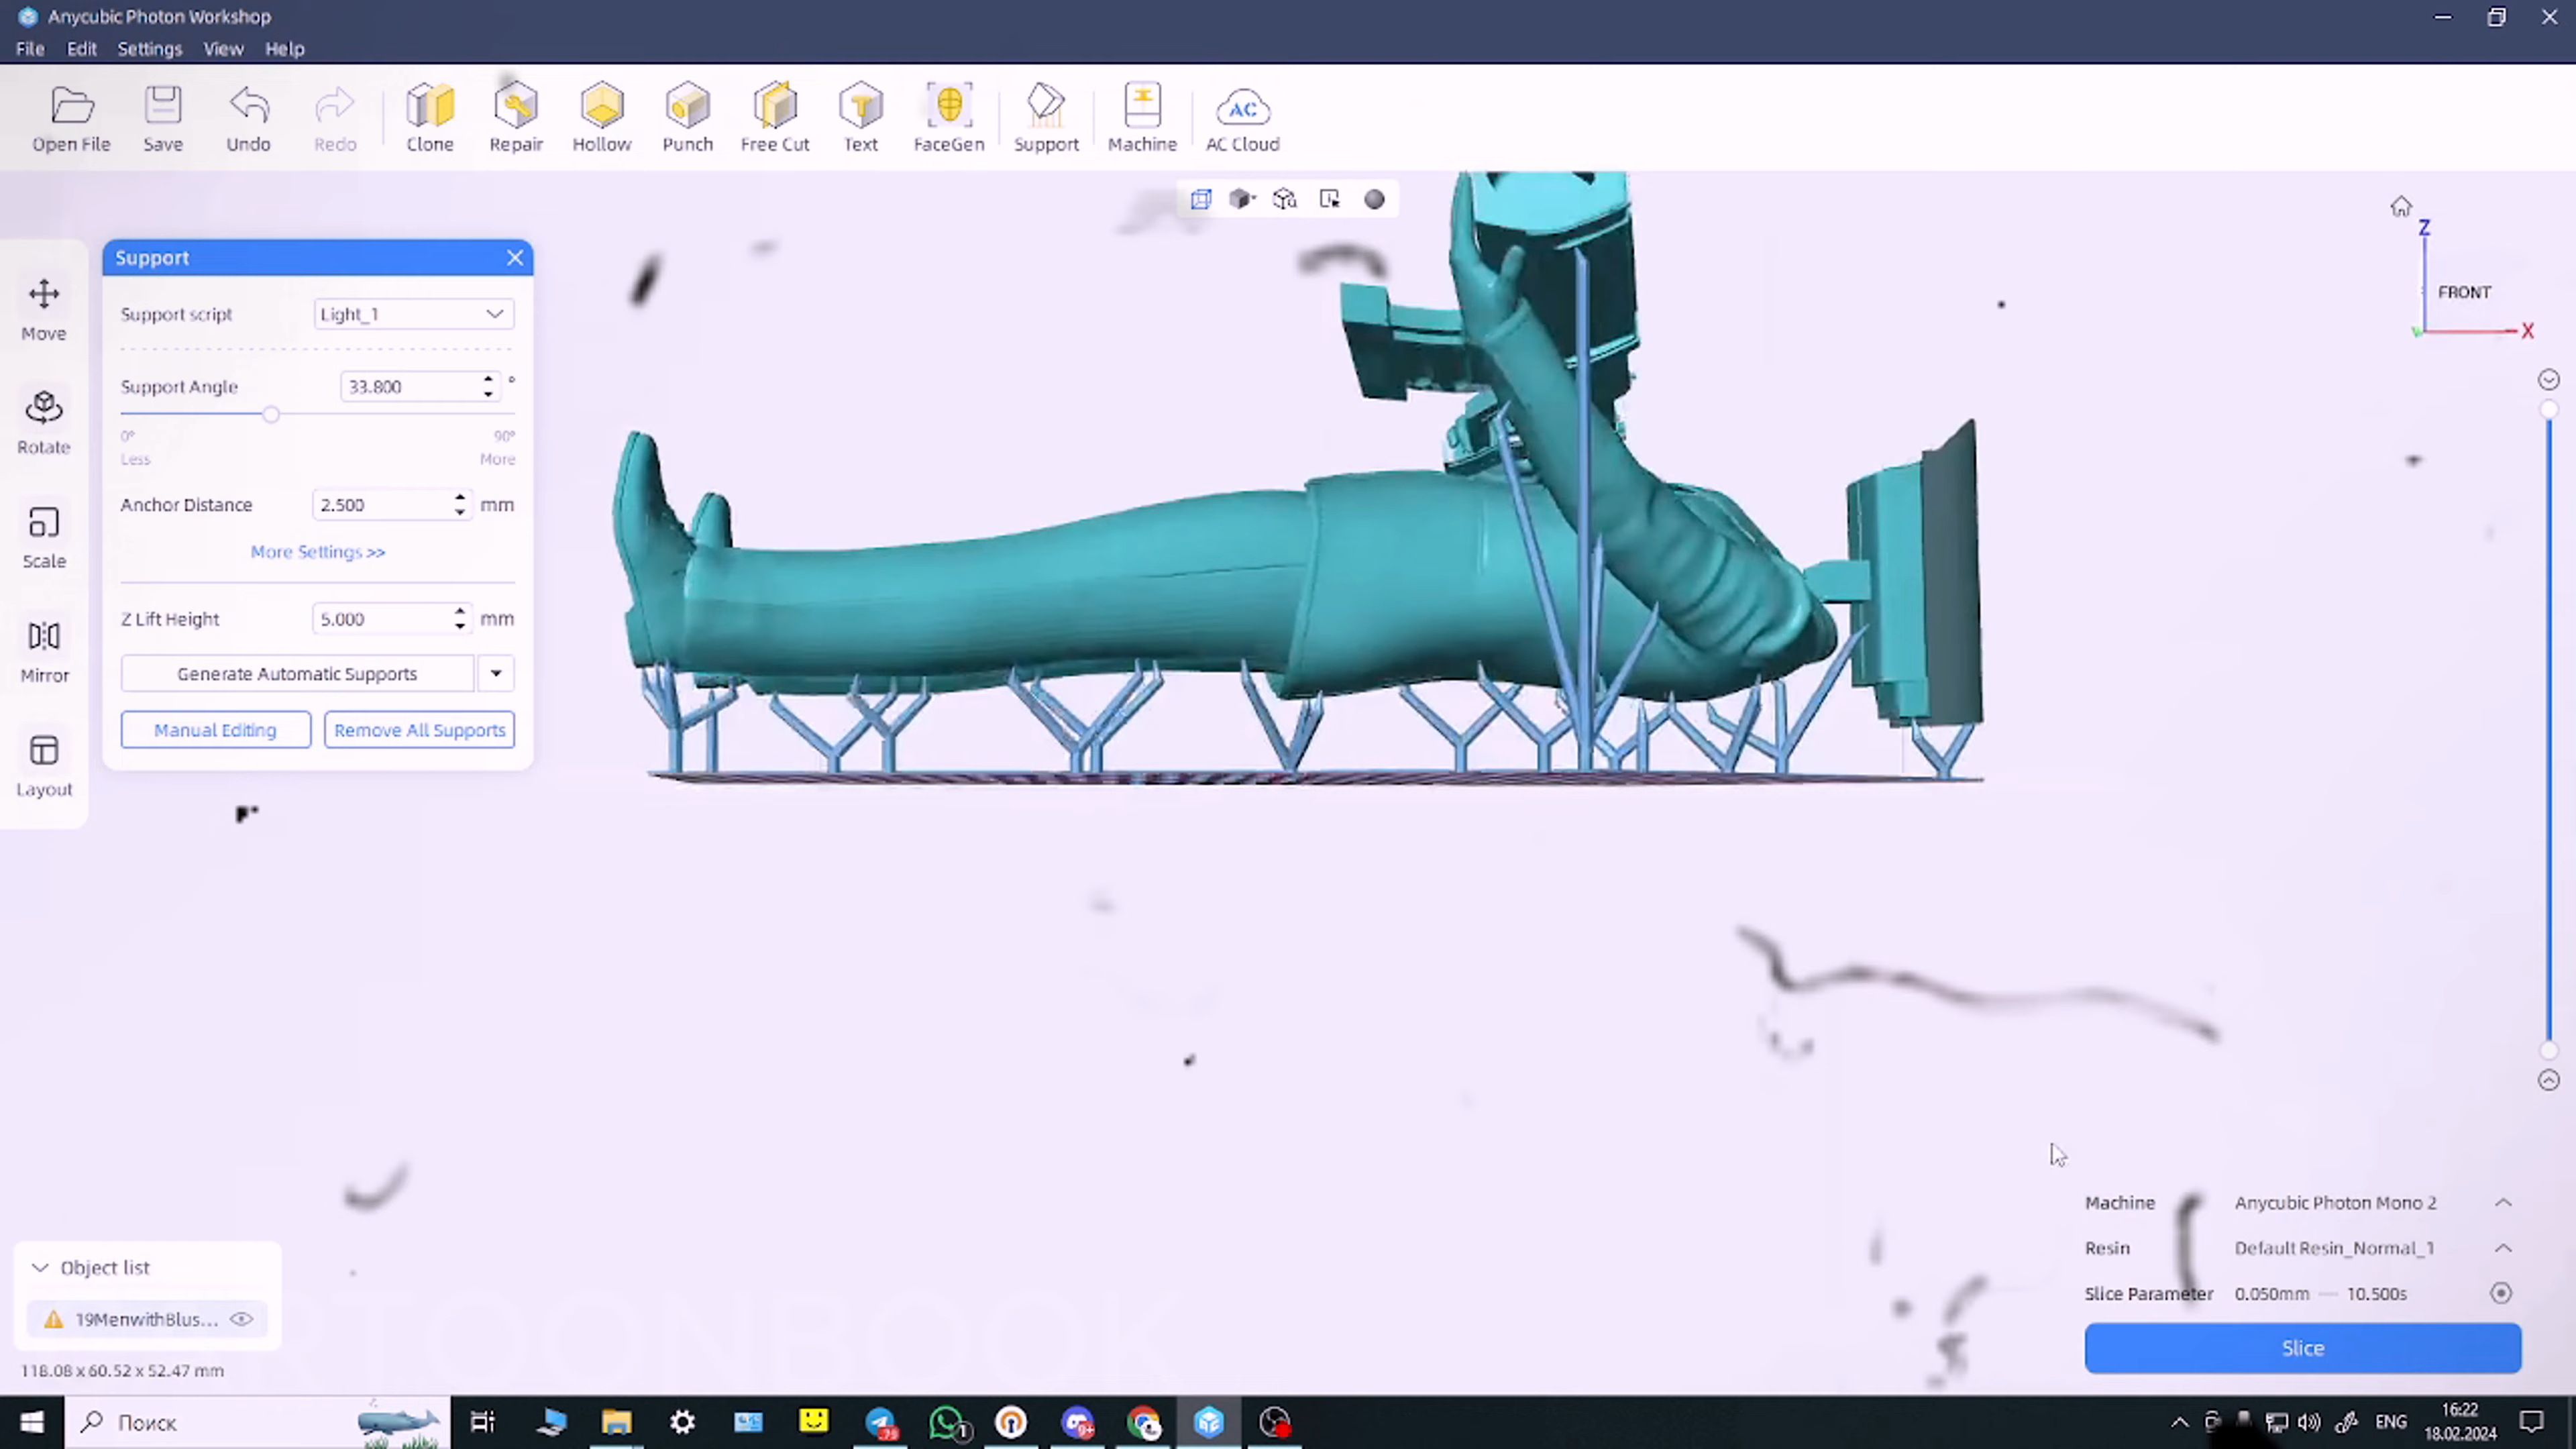 Anycubic Photon Workshop
File Edit Settings View Help
Open File Save Undo Redo Clone Repair Hollow Punch Free Cut Text FaceGen Support Machine AC Cloud
AC
Support
Support script Light_1
Support Angle 33.800 °
0° 90°
Less More
Anchor Distance 2.500 mm
More Settings >>
Z Lift Height 5.000 mm
Generate Automatic Supports
Manual Editing Remove All Supports
Move
Rotate
Scale
Mirror
Layout
Z
FRONT
X
Object list
19MenwithBlus...
118.08 x 60.52 x 52.47 mm
TOONBOOK
Machine Anycubic Photon Mono 2
Resin Default Resin_Normal_1
Slice Parameter 0.050mm — 10.500s
Slice
Поиск
1
9+
ENG
16:22
18.02.2024